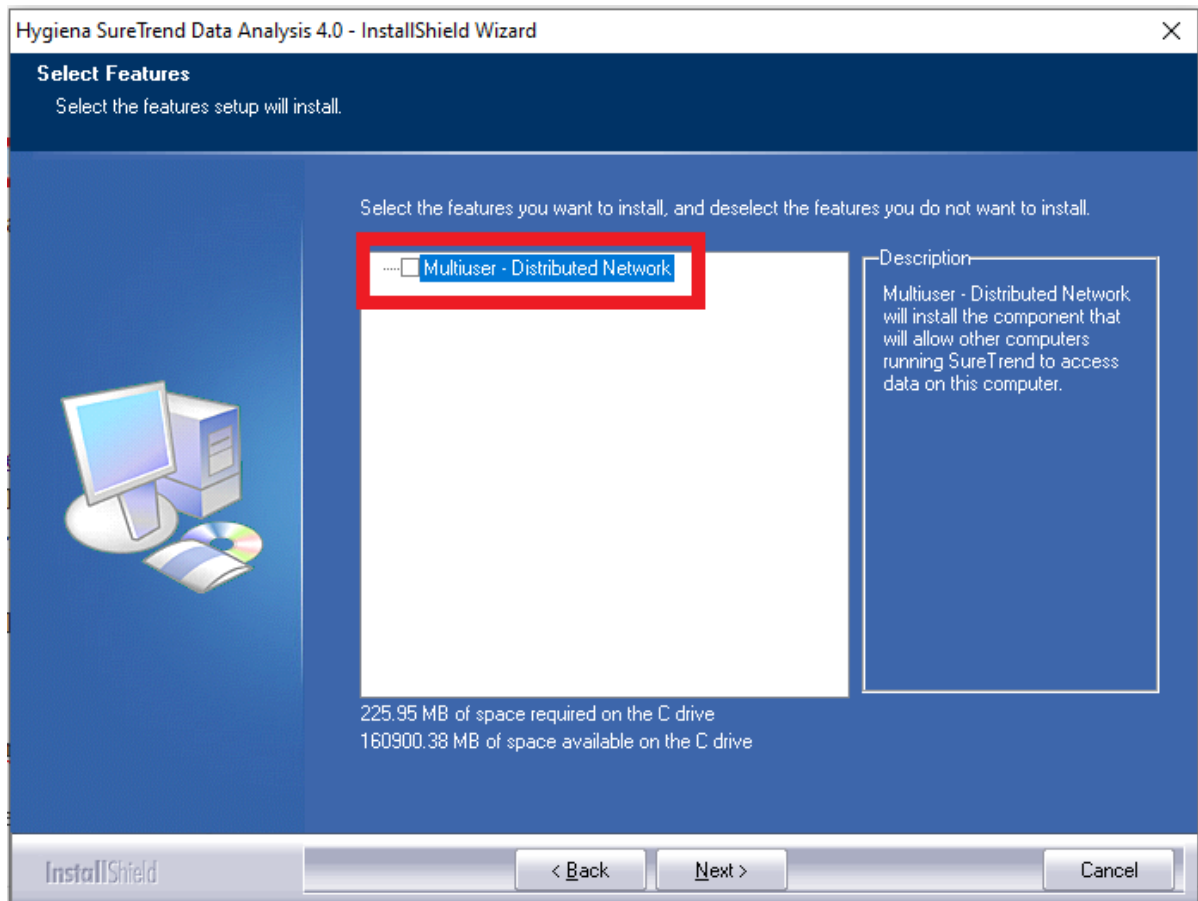 Hygiena SureTrend Data Analysis 4.0 - InstallShield Wizard
Select Features
Select the features setup will install.
Select the features you want to install, and deselect the features you do not want to install.
Multiuser - Distributed Network
Description
Multiuser - Distributed Network
will install the component that
will allow other computers
running SureTrend to access
data on this computer.
225.95 MB of space required on the C drive
160900.38 MB of space available on the C drive
InstallShield
< Back
Next >
Cancel